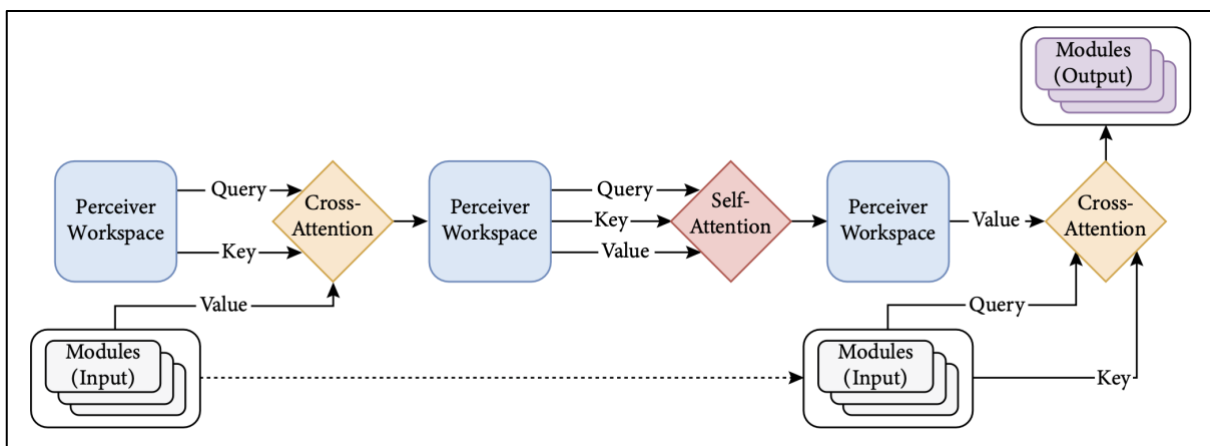 Modules
(Output)
Perceiver
Workspace
Query
Key
Cross-
Attention
Perceiver
Workspace
Query
Key
Value
Self-
Attention
Perceiver
Workspace
Value
Cross-
Attention
Value
Query
Modules
(Input)
Modules
(Input)
Key